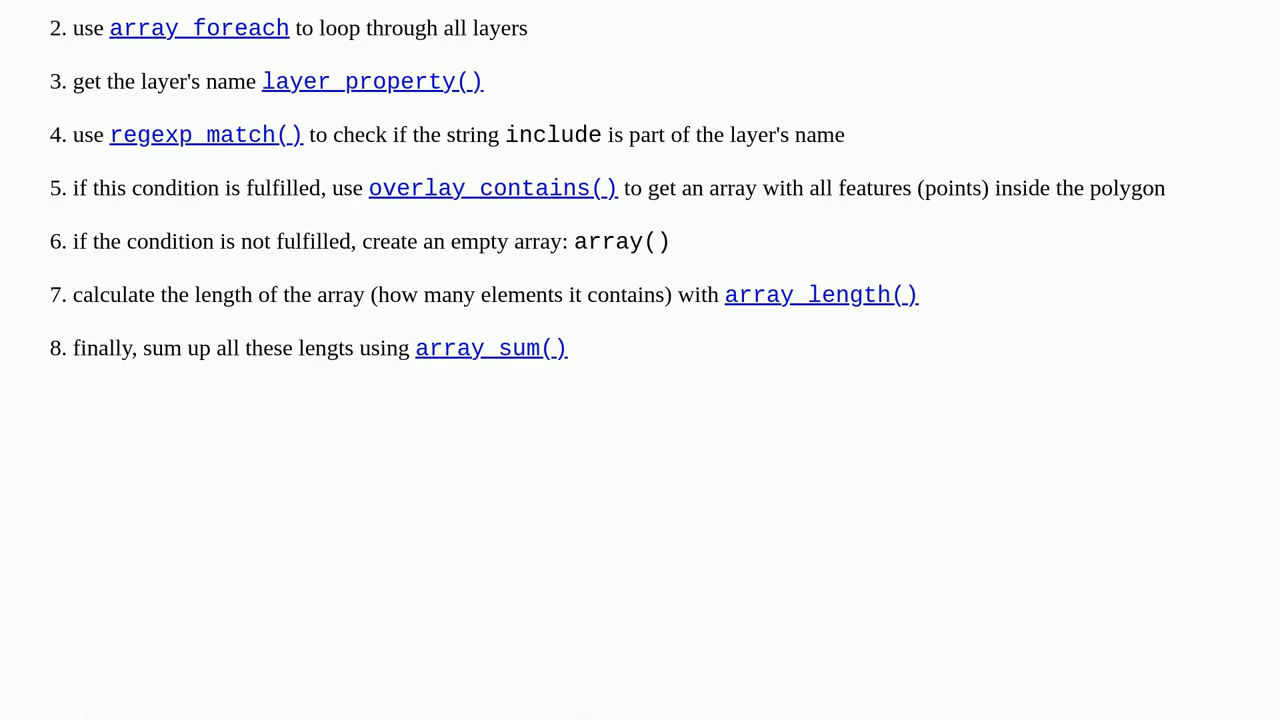 2. use array_foreach to loop through all layers
3. get the layer's name layer_property()
4. use regexp_match() to check if the string include is part of the layer's name
5. if this condition is fulfilled, use overlay_contains() to get an array with all features (points) inside the polygon
6. if the condition is not fulfilled, create an empty array: array()
7. calculate the length of the array (how many elements it contains) with array_length()
8. finally, sum up all these lengts using array_sum()